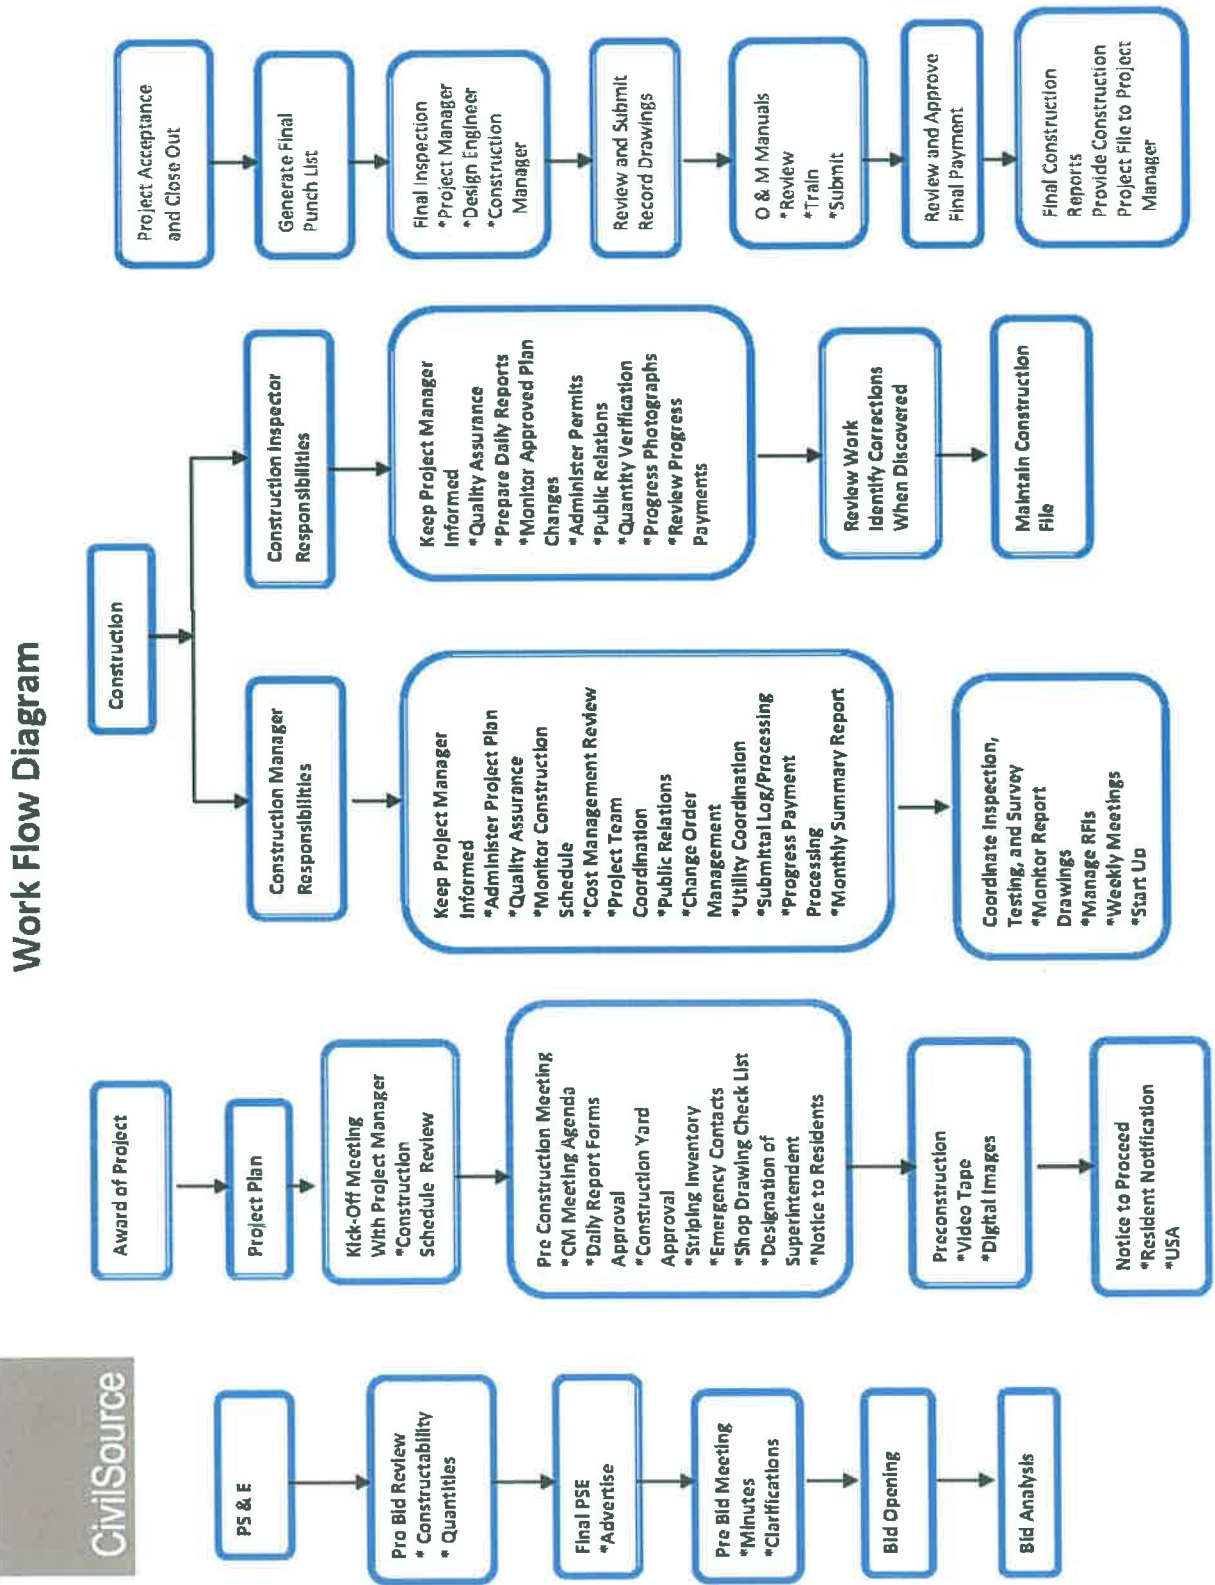 CivilSource
Work Flow Diagram
PS & E
Pro Bid Review
* Constructability
* Quantities
Final PSE
*Advertise
Pre Bid Meeting
*Minutes
*Clarifications
Bid Opening
Bid Analysis
Award of Project
Project Plan
Kick-Off Meeting
With Project Manager
*Construction
Schedule Review
Pre Construction Meeting
*CM Meeting Agenda
*Daily Report Forms
Approval
*Construction Yard
Approval
*Striping Inventory
*Emergency Contacts
*Shop Drawing Check List
*Designation of
Superintendent
*Notice to Residents
Preconstruction
*Video Tape
*Digital Images
Notice to Proceed
*Resident Notification
*USA
Construction
Construction Manager
Responsibilities
Keep Project Manager
Informed
*Administer Project Plan
*Quality Assurance
*Monitor Construction
Schedule
*Cost Management Review
*Project Team
Coordination
*Public Relations
*Change Order
Management
*Utility Coordination
*Submittal Log/Processing
*Progress Payment
Processing
*Monthly Summary Report
Coordinate Inspection,
Testing, and Survey
*Monitor Report
Drawings
*Manage RFIs
*Weekly Meetings
*Start Up
Construction Inspector
Responsibilities
Keep Project Manager
Informed
*Quality Assurance
*Prepare Daily Reports
*Monitor Approved Plan
Changes
*Administer Permits
*Public Relations
*Quantity Verification
*Progress Photographs
*Review Progress
Payments
Review Work
Identify Corrections
When Discovered
Maintain Construction
File
Project Acceptance
and Close Out
Generate Final
Punch List
Final Inspection
*Project Manager
*Design Engineer
*Construction
Manager
Review and Submit
Record Drawings
O & M Manuals
*Review
*Train
*Submit
Review and Approve
Final Payment
Final Construction
Reports
Provide Construction
Project File to Project
Manager